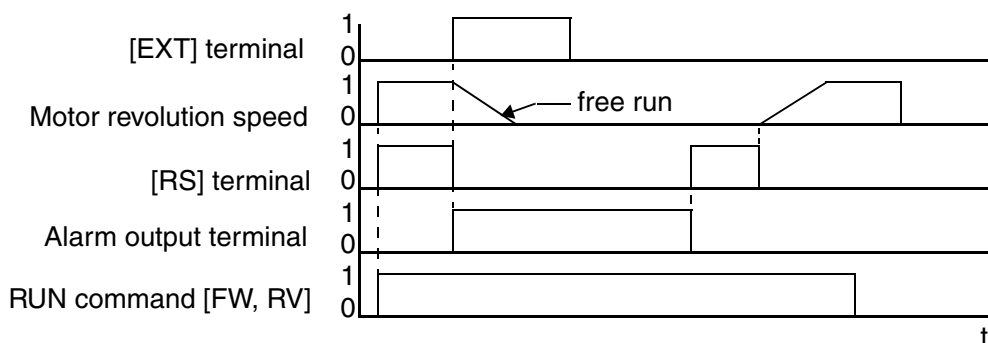 [EXT] terminal
1
0
Motor revolution speed
1
0
free run
[RS] terminal
1
0
Alarm output terminal
1
0
RUN command [FW, RV]
1
0
t